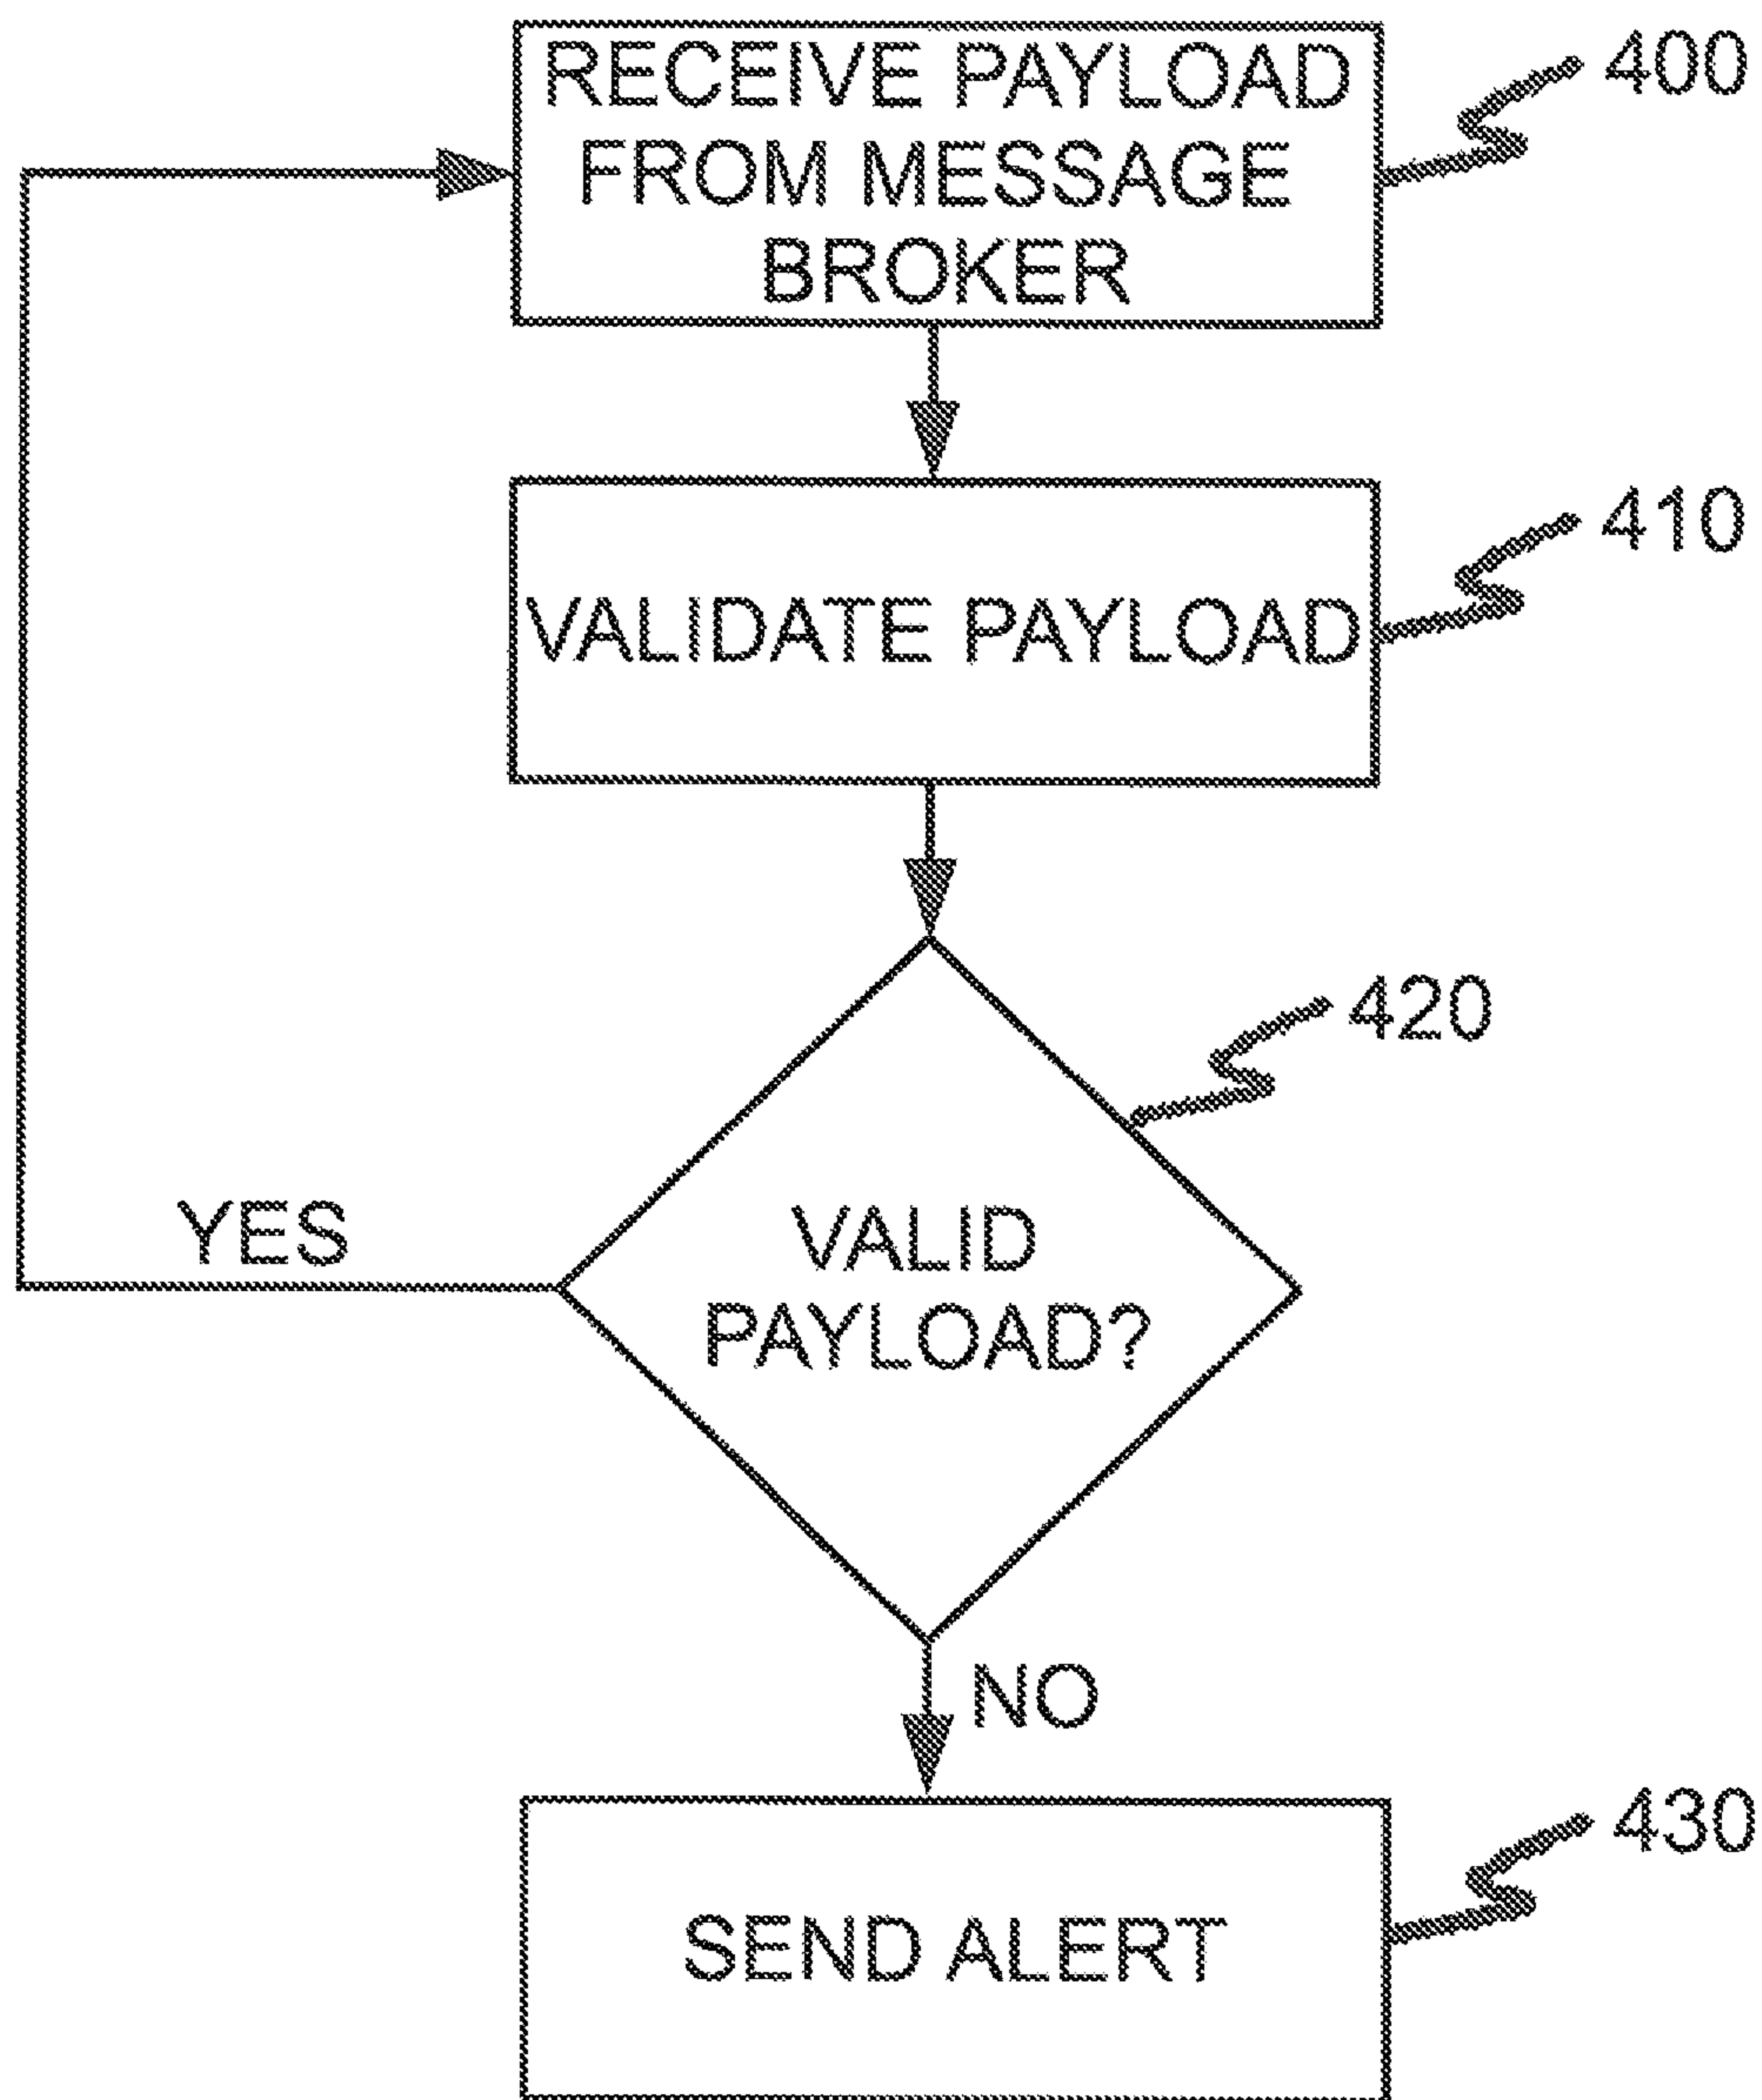 RECEIVE PAYLOAD
FROM MESSAGE
BROKER
400
VALIDATE PAYLOAD
410
420
VALID
PAYLOAD?
YES
NO
SEND ALERT
430